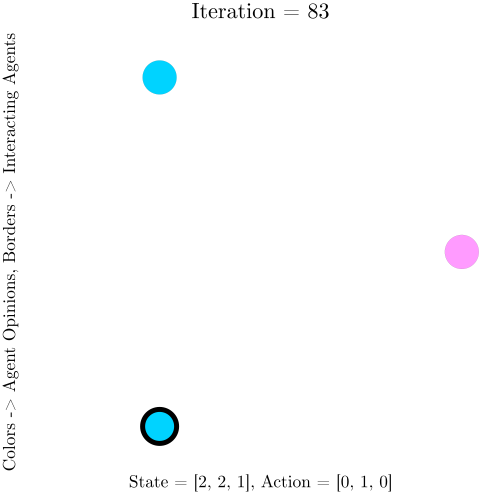 Iteration = 83
Colors -> Agent Opinions, Borders -> Interacting Agents
State = [2, 2, 1], Action = [0, 1, 0]